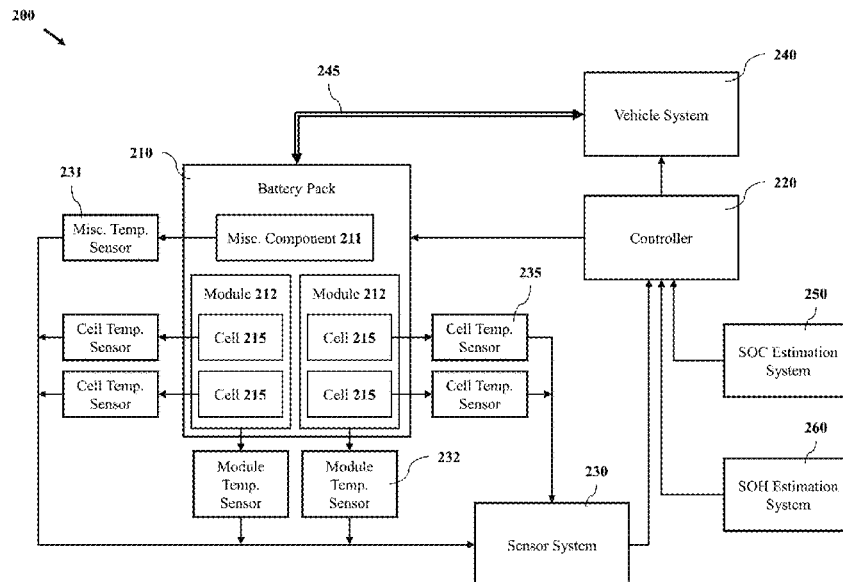 200
240
245
Vehicle System
210
231
Battery Pack
220
Misc. Temp.
Sensor
Misc. Component 211
Controller
Module 212
Module 212
235
Cell Temp.
Sensor
Cell 215
Cell 215
Cell Temp.
Sensor
250
SOC Estimation
System
Cell Temp.
Sensor
Cell 215
Cell 215
Cell Temp.
Sensor
260
Module
Temp.
Sensor
Module
Temp.
Sensor
232
230
SOH Estimation
System
Sensor System